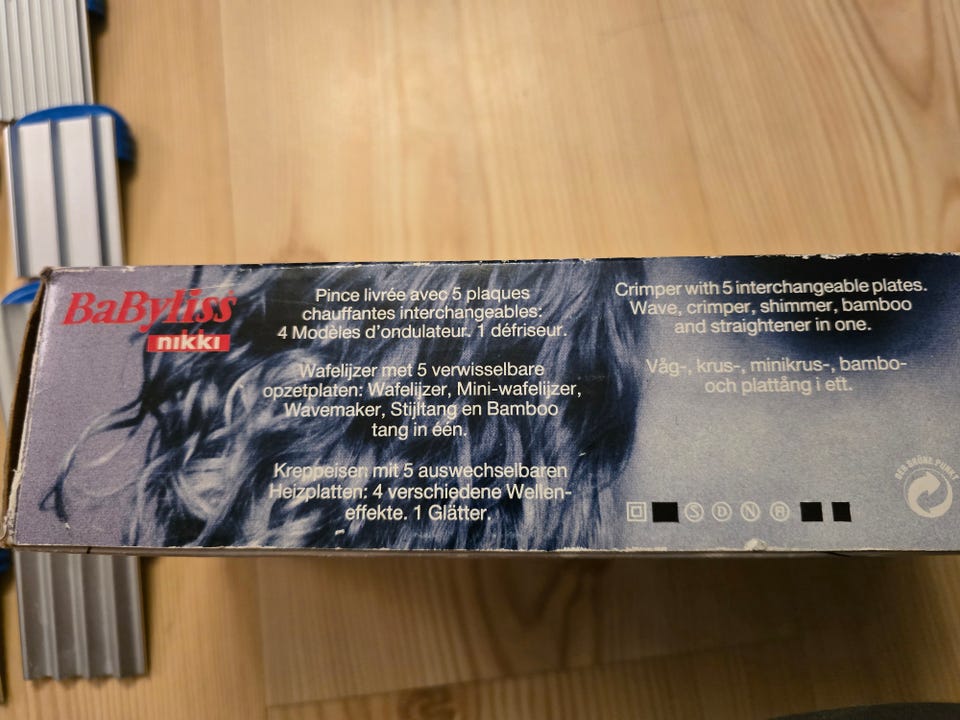 BaByliss
nikki
Pince livrée avec 5 plaques
chauffantes interchangeables:
4 Modèles d'ondulateur. 1 défriseur.
Wafelijzer met 5 verwisselbare
opzetplaten: Wafelijzer, Mini-wafelijzer,
Wavemaker, Stijltang en Bamboo
tang in één.
Kreppeisen mit 5 auswechselbaren
Heizplatten: 4 verschiedene Wellen-
effekte. 1 Glätter.
Crimper with 5 interchangeable plates.
Wave, crimper, shimmer, bamboo
and straightener in one.
Våg-, krus-, minikrus-, bambo-
och plattång i ett.
S D N R
DER GRÜNE PUNKT